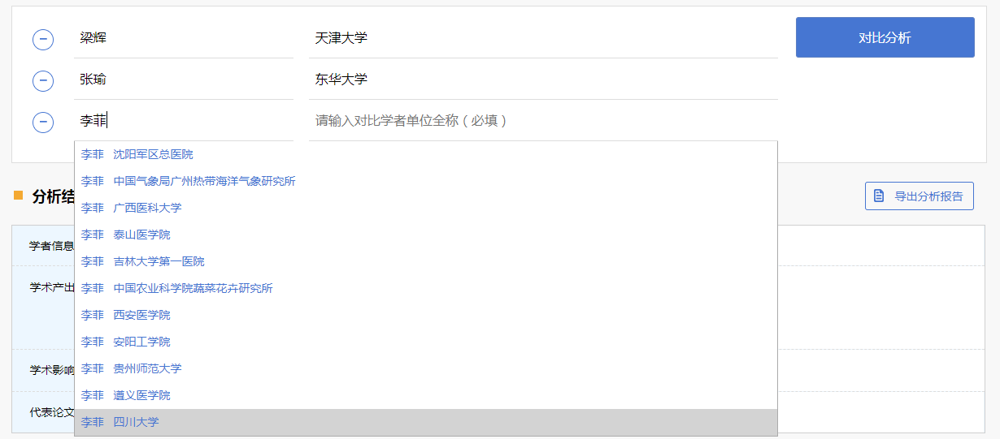 梁辉 天津大学 对比分析
张瑜 东华大学
李菲 请输入对比学者单位全称（必填）
李菲 沈阳军区总医院
李菲 中国气象局广州热带海洋气象研究所
分析结 导出分析报告
李菲 广西医科大学
李菲 泰山医学院
学者信息
李菲 吉林大学第一医院
学术产出
李菲 中国农业科学院蔬菜花卉研究所
李菲 西安医学院
李菲 安阳工学院
李菲 贵州师范大学
学术影响
李菲 遵义医学院
代表论文
李菲 四川大学